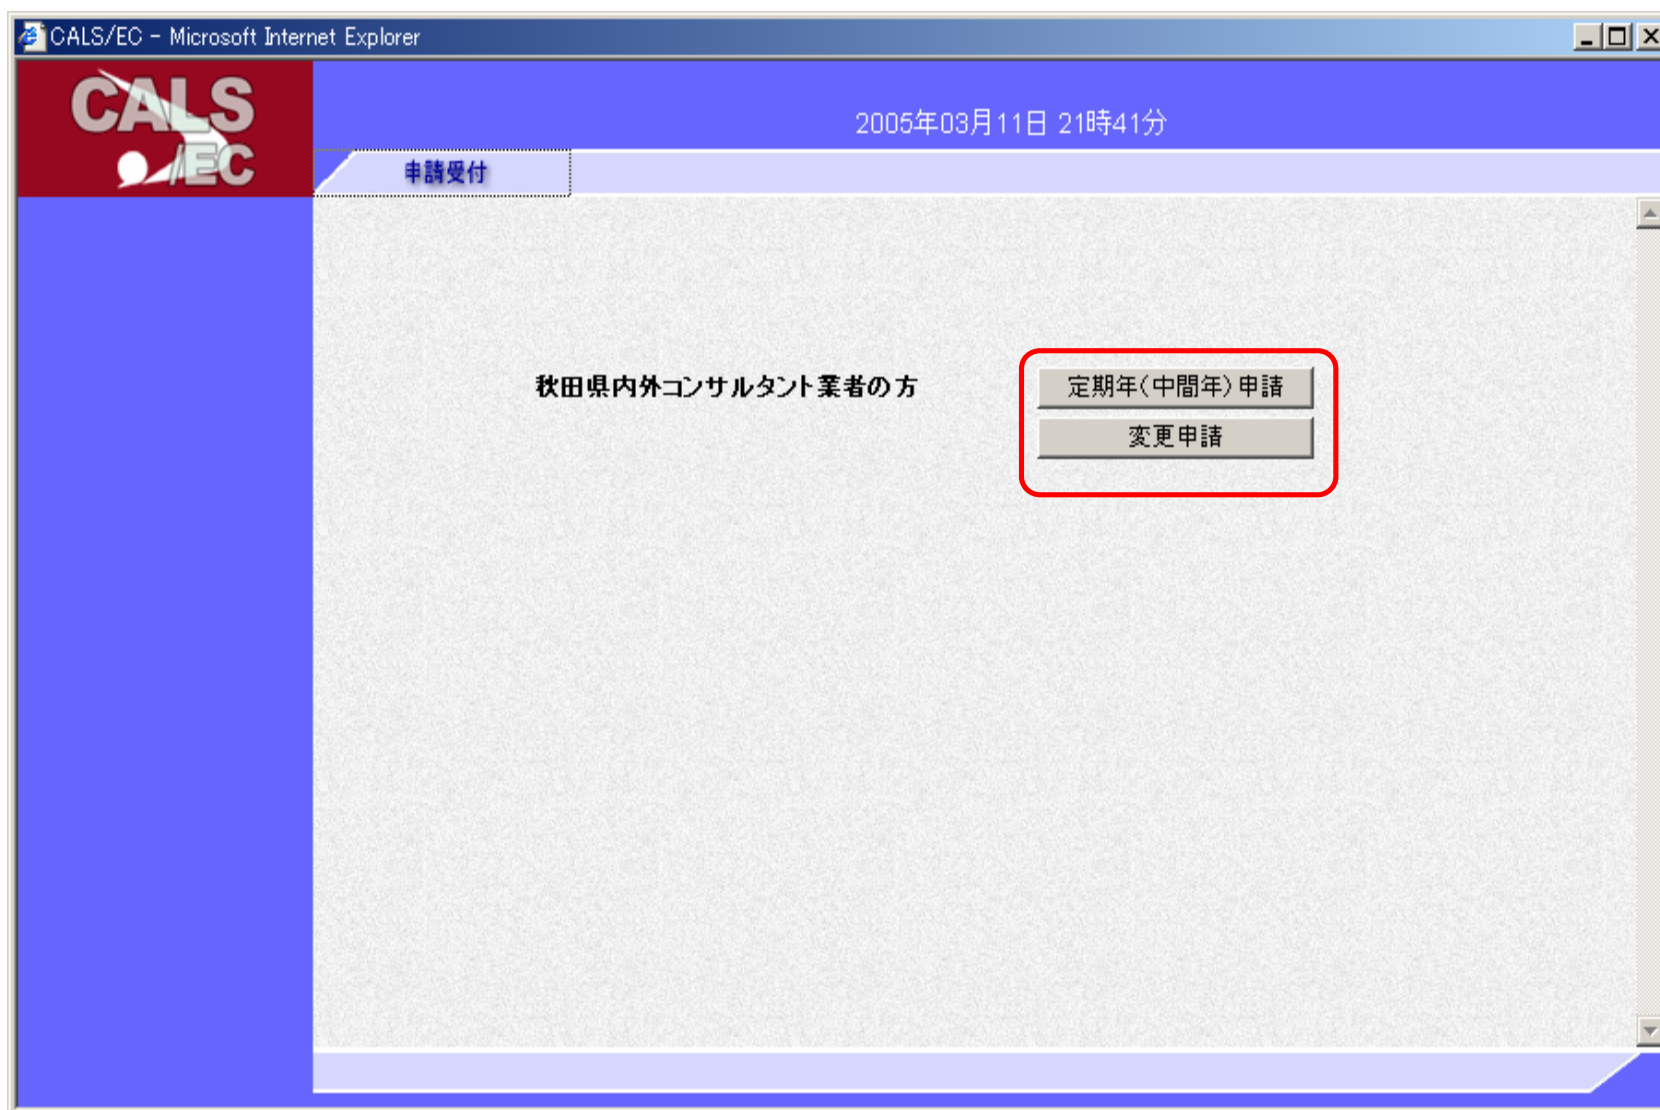 CALS/EC - Microsoft Internet Explorer
CALS
/EC
2005年03月11日 21時41分
申請受付
秋田県内外コンサルタント業者の方
定期年(中間年)申請
変更申請